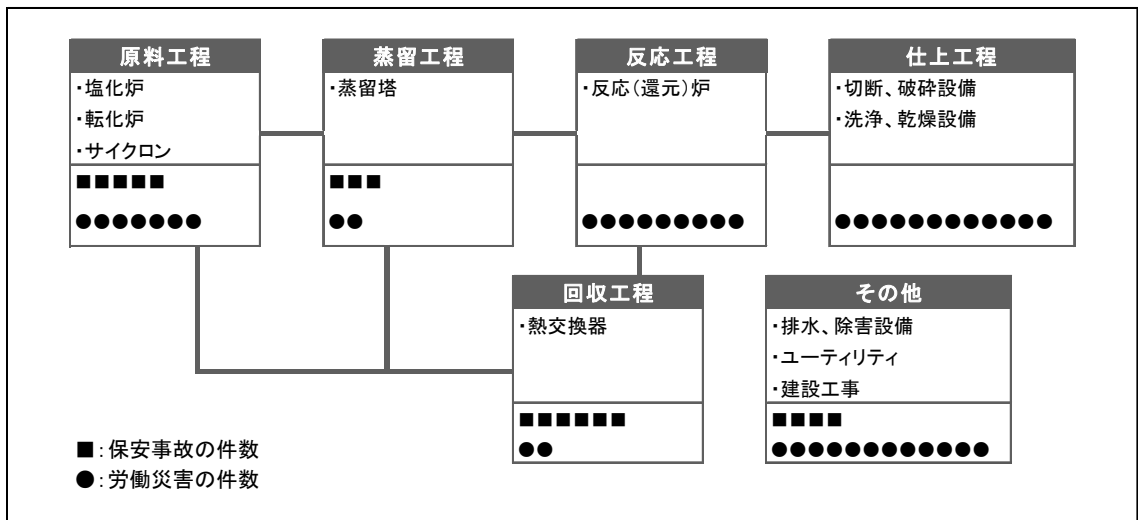 原料工程
・塩化炉
・転化炉
・サイクロン
■■■■■
●●●●●●●
蒸留工程
・蒸留塔
■■■
●●
反応工程
・反応（還元）炉
●●●●●●●●●
仕上工程
・切断、破砕設備
・洗浄、乾燥設備
●●●●●●●●●●●●
回収工程
・熱交換器
■■■■■■
●●
その他
・排水、除害設備
・ユーティリティ
・建設工事
■■■■
●●●●●●●●●●●●
■：保安事故の件数
●：労働災害の件数